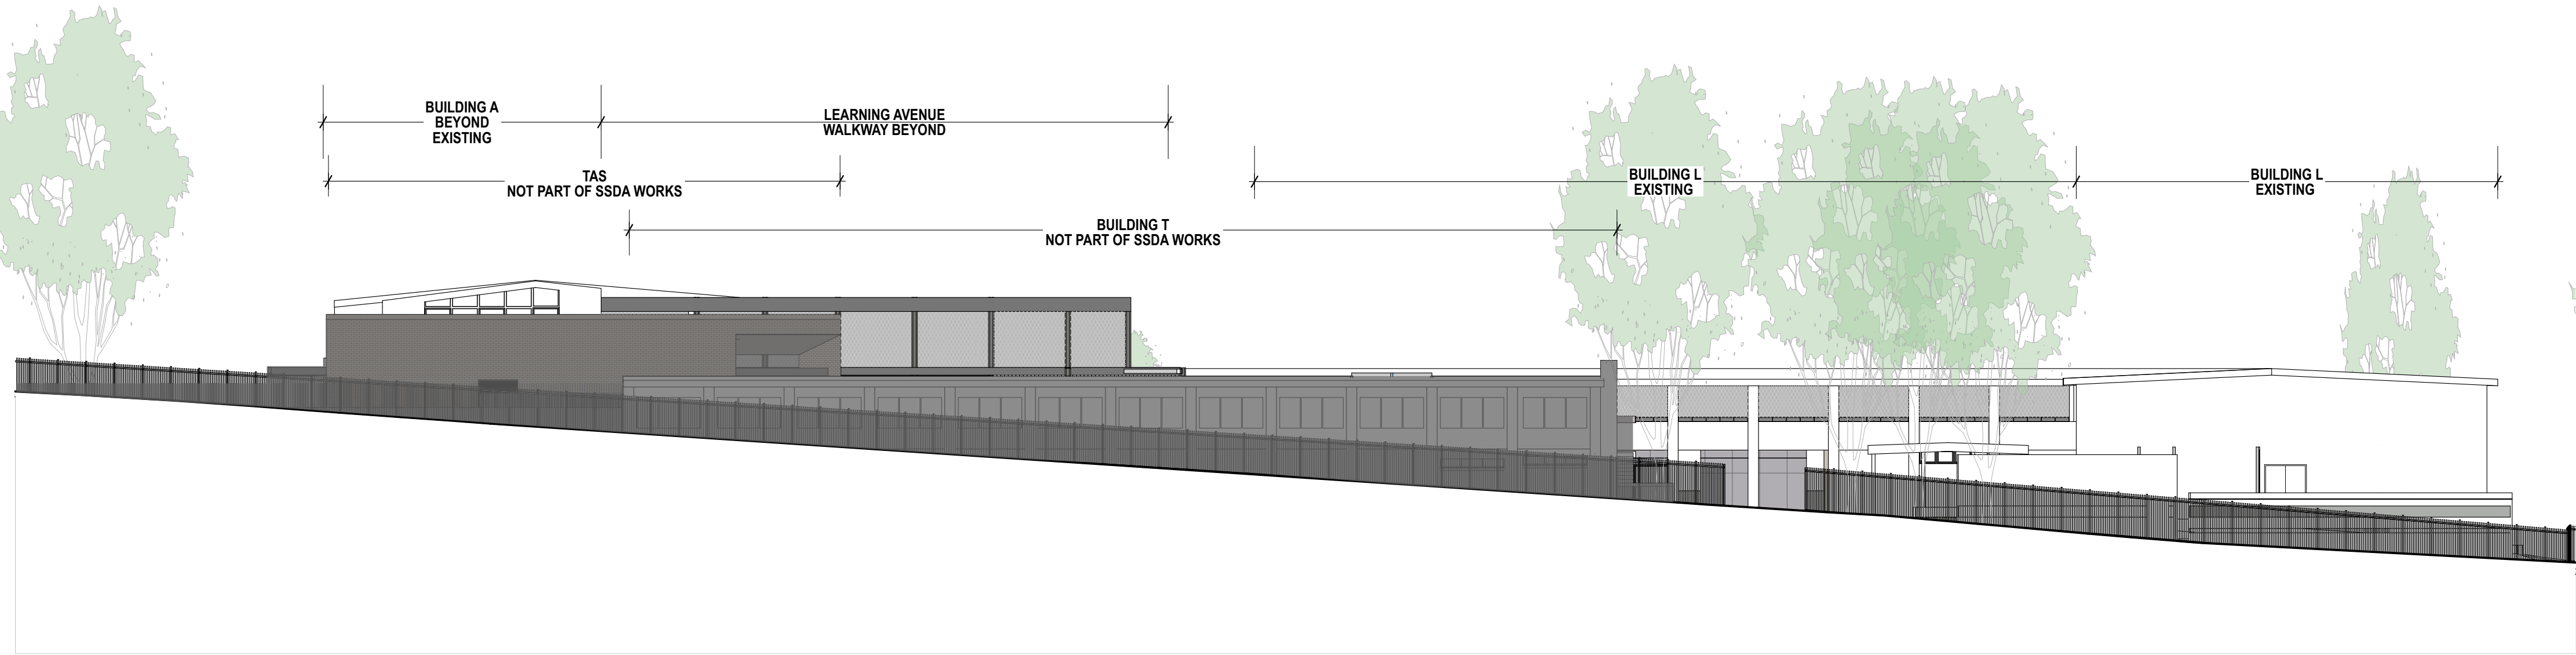 BUILDING A
BEYOND
EXISTING
LEARNING AVENUE
WALKWAY BEYOND
TAS
NOT PART OF SSDA WORKS
BUILDING L
EXISTING
BUILDING L
EXISTING
BUILDING T
NOT PART OF SSDA WORKS